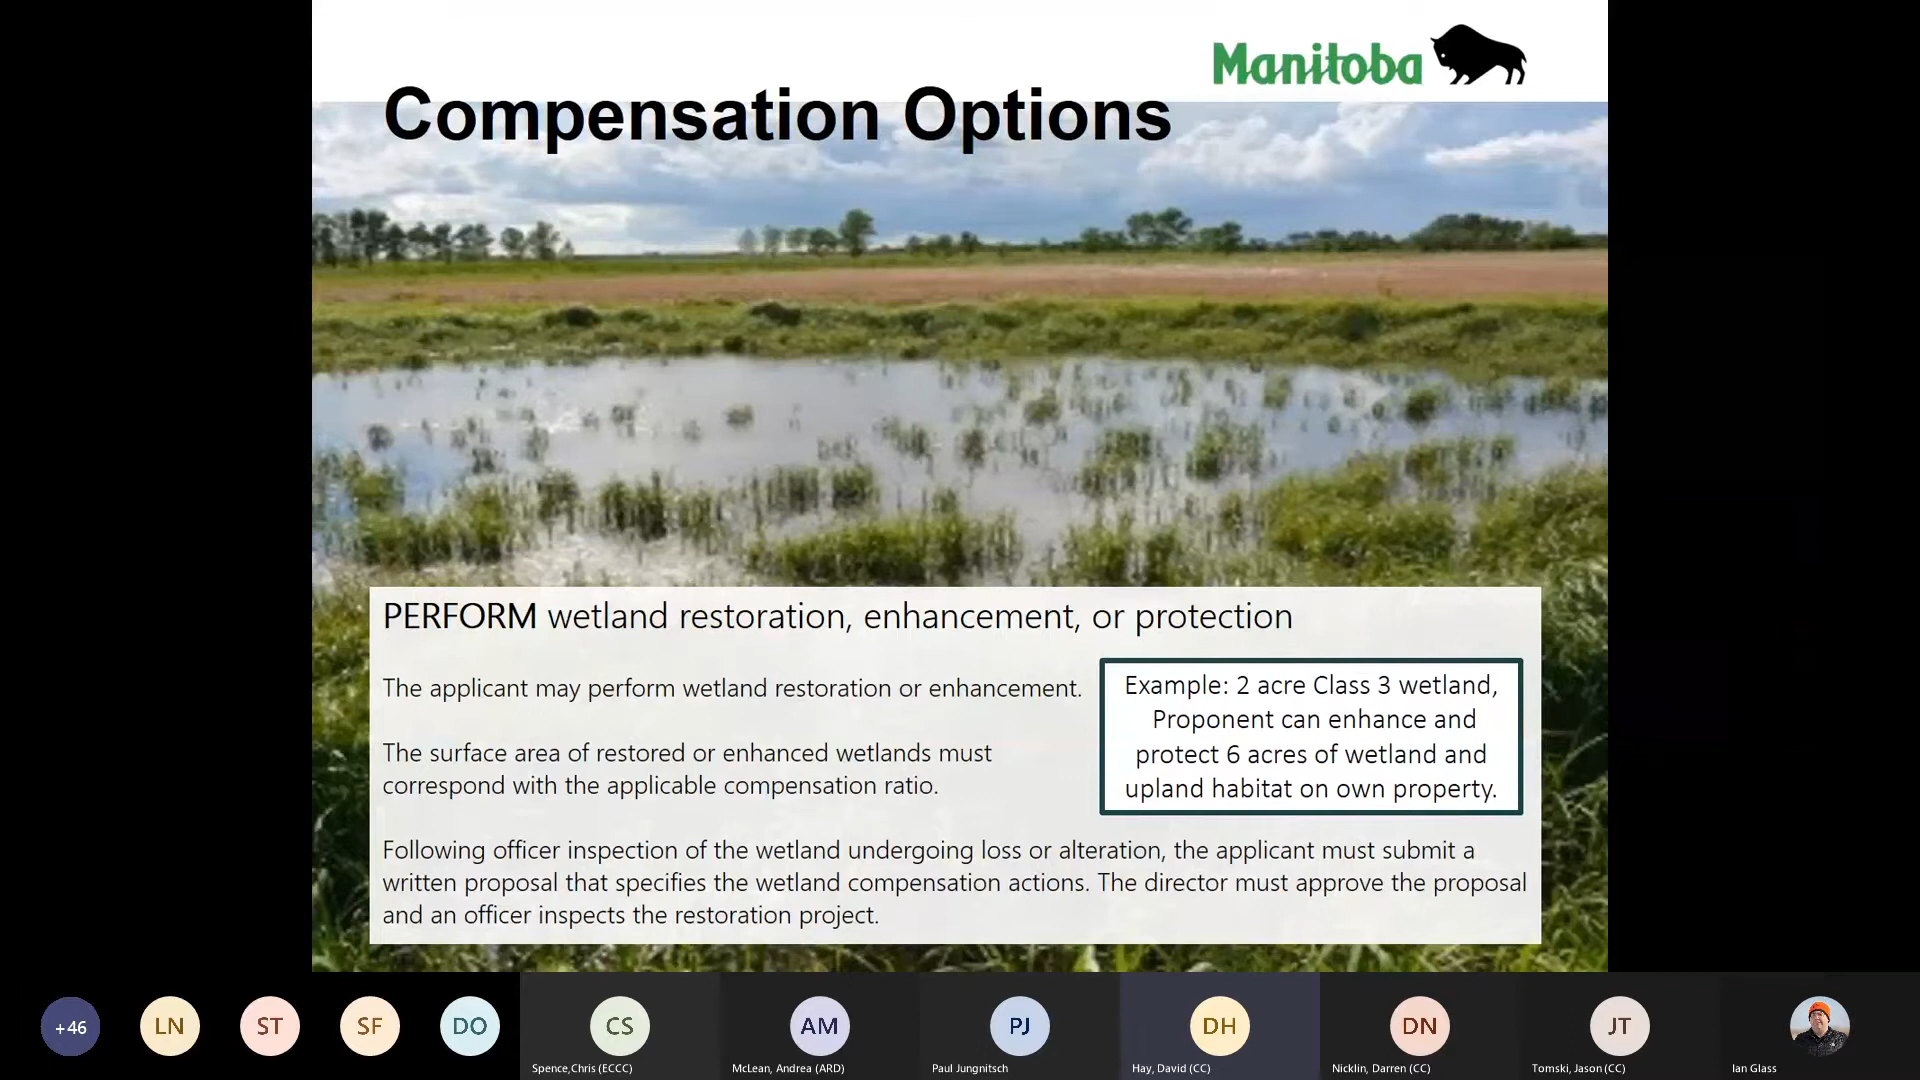 Manitoba
Compensation Options
PERFORM wetland restoration, enhancement, or protection
The applicant may perform wetland restoration or enhancement.
The surface area of restored or enhanced wetlands must
correspond with the applicable compensation ratio.
Example: 2 acre Class 3 wetland,
Proponent can enhance and
protect 6 acres of wetland and
upland habitat on own property.
Following officer inspection of the wetland undergoing loss or alteration, the applicant must submit a
written proposal that specifies the wetland compensation actions. The director must approve the proposal
and an officer inspects the restoration project.
+46
LN
ST
SF
DO
CS
AM
PJ
DH
DN
JT
Spence,Chris (ECCC)
McLean, Andrea (ARD)
Paul Jungnitsch
Hay, David (CC)
Nicklin, Darren (CC)
Tomski, Jason (CC)
Ian Glass